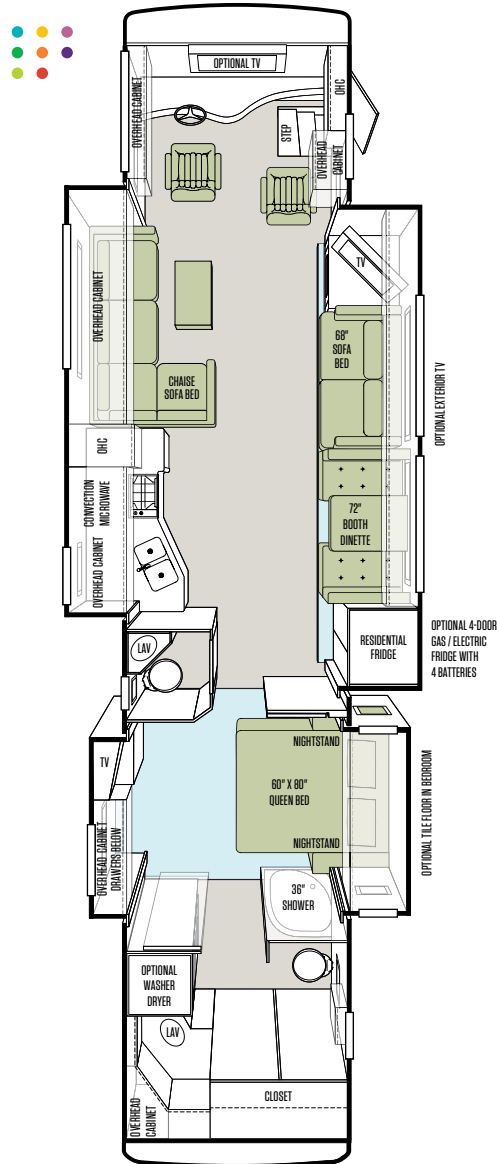 OPTIONAL TV
OVERHEAD CABINET
OHC
STEP
OVERHEAD
CABINET
TV
OVERHEAD CABINET
68"
SOFA
BED
CHAISE
SOFA BED
OPTIONAL EXTERIOR TV
OHC
CONVECTION
MICROWAVE
72"
BOOTH
DINETTE
OVERHEAD CABINET
RESIDENTIAL
FRIDGE
OPTIONAL 4-DOOR
GAS / ELECTRIC
FRIDGE WITH
4 BATTERIES
LAV
NIGHTSTAND
TV
60" X 80"
QUEEN BED
OPTIONAL TILE FLOOR IN BEDROOM
OVERHEAD CABINET
DRAWERS BELOW
NIGHTSTAND
36"
SHOWER
OPTIONAL
WASHER
DRYER
LAV
CLOSET
OVERHEAD
CABINET